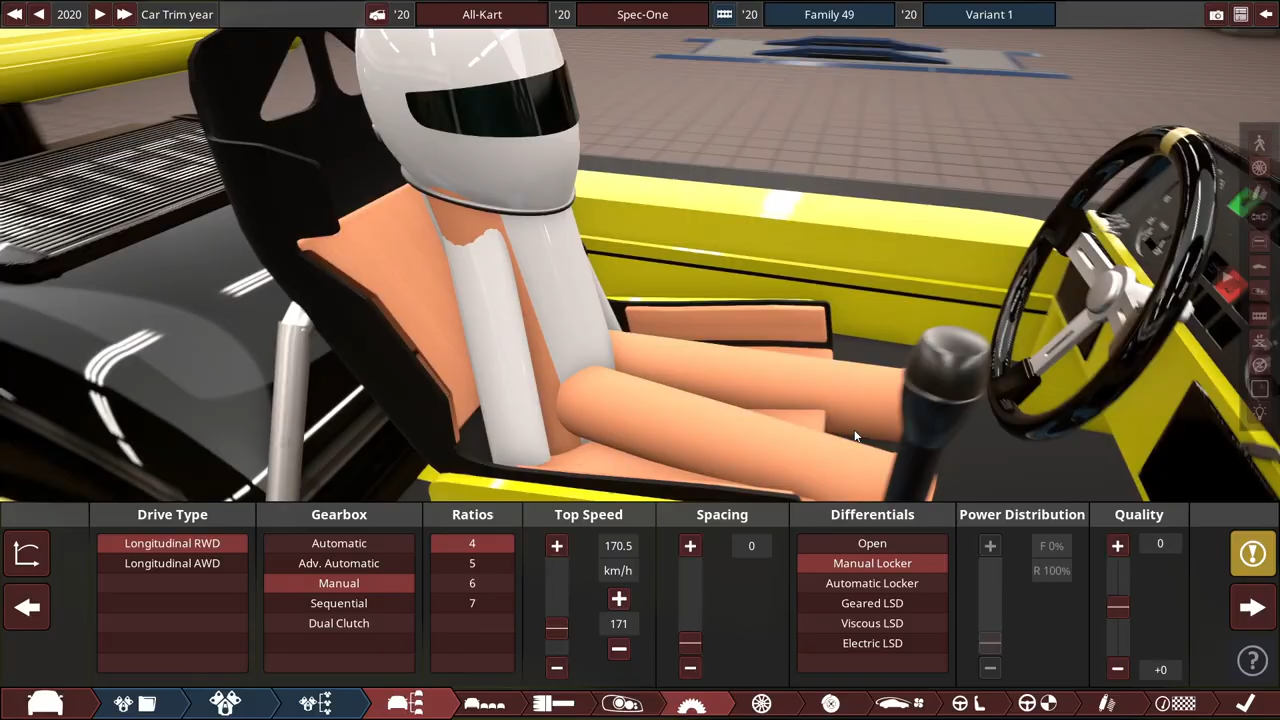 2020 Car Trim year '20 All-Kart '20 Spec-One '20 Family 49 '20 Variant 1
Drive Type Gearbox Ratios Top Speed Spacing Differentials Power Distribution Quality
Longitudinal RWD Automatic 4 170.5 0 Open F 0% 0
Longitudinal AWD Adv. Automatic 5 km/h Manual Locker R 100%
Manual 6 Automatic Locker
Sequential 7 Geared LSD
Dual Clutch 171 Viscous LSD
Electric LSD
+0